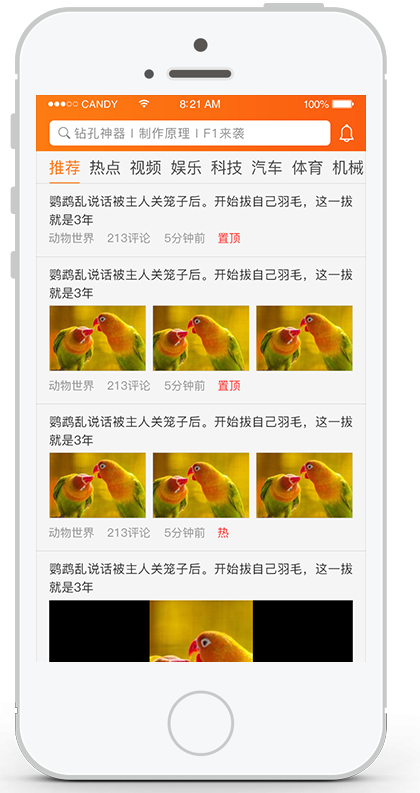 CANDY 8:21 AM 100%
钻孔神器 | 制作原理 | F1来袭
推荐 热点 视频 娱乐 科技 汽车 体育 机械
鹦鹉乱说话被主人关笼子后。开始拔自己羽毛，这一拔
就是3年
动物世界 213评论 5分钟前 置顶
鹦鹉乱说话被主人关笼子后。开始拔自己羽毛，这一拔
就是3年
动物世界 213评论 5分钟前 置顶
鹦鹉乱说话被主人关笼子后。开始拔自己羽毛，这一拔
就是3年
动物世界 213评论 5分钟前 热
鹦鹉乱说话被主人关笼子后。开始拔自己羽毛，这一拔
就是3年